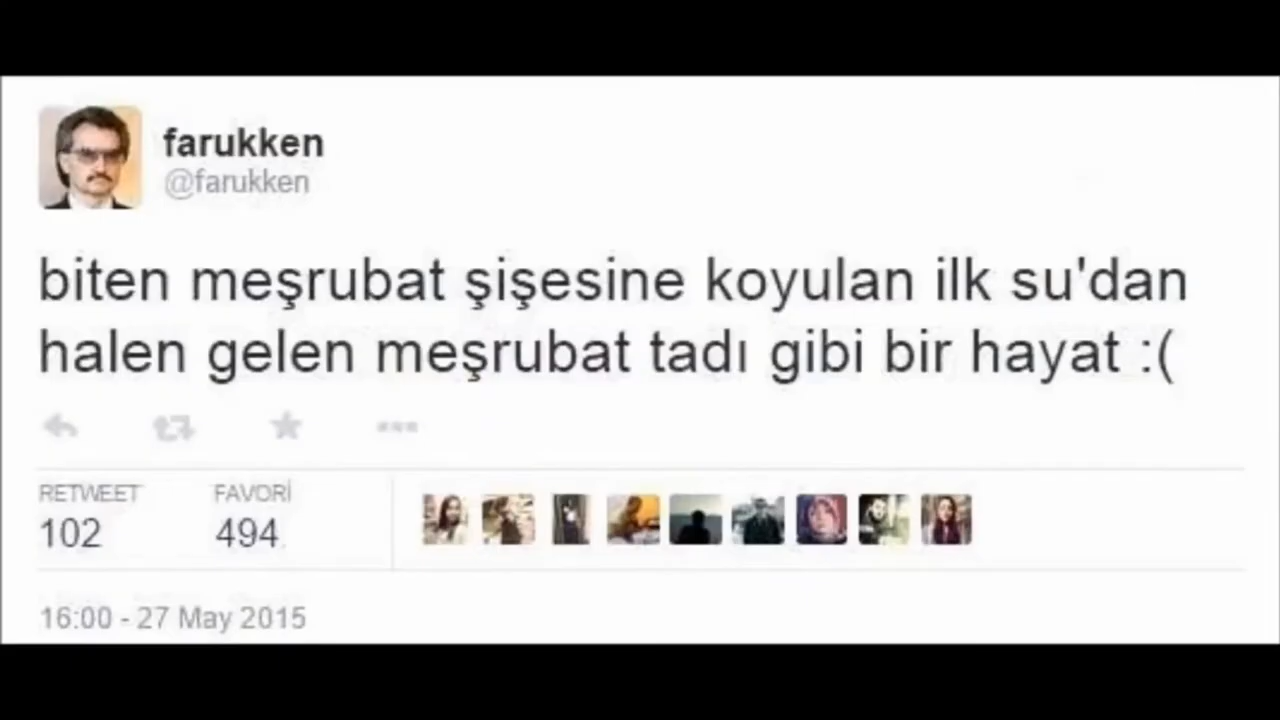 farukken
@farukken
biten meşrubat şişesine koyulan ilk su'dan
halen gelen meşrubat tadı gibi bir hayat :(
RETWEET FAVORİ
102 494
16:00 - 27 May 2015